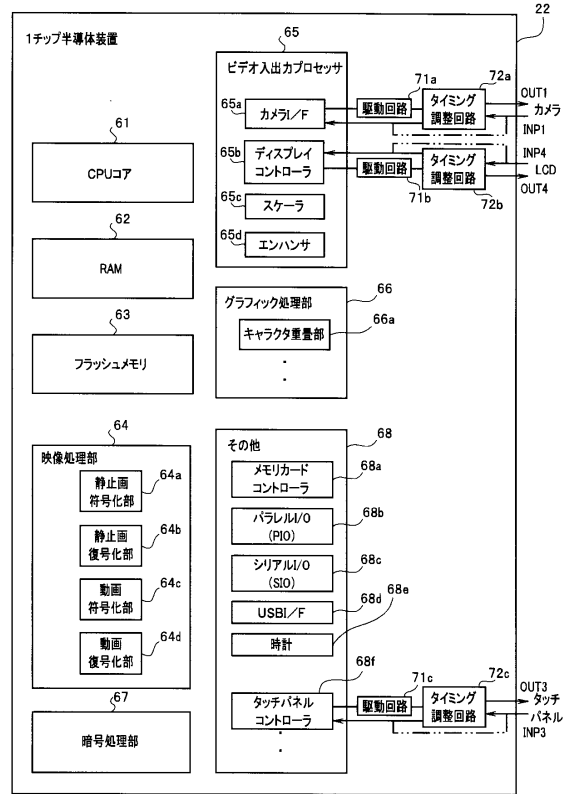 22
1チップ半導体装置
61
CPUコア
62
RAM
63
フラッシュメモリ
64
映像処理部
静止画
符号化部
64a
静止画
復号化部
64b
動画
符号化部
64c
動画
復号化部
64d
67
暗号処理部
65
ビデオ入出力プロセッサ
65a
カメラI/F
65b
ディスプレイ
コントローラ
65c
スケーラ
65d
エンハンサ
71a
駆動回路
72a
タイミング
調整回路
OUT1
カメラ
INP1
駆動回路
71b
タイミング
調整回路
72b
INP4
LCD
OUT4
66
グラフィック処理部
66a
キャラクタ重畳部
68
その他
メモリカード
コントローラ
68a
パラレルI/O
(PIO)
68b
シリアルI/O
(SIO)
68c
USBI/F
68d
時計
68e
68f
タッチパネル
コントローラ
71c
駆動回路
72c
タイミング
調整回路
OUT3
タッチ
パネル
INP3